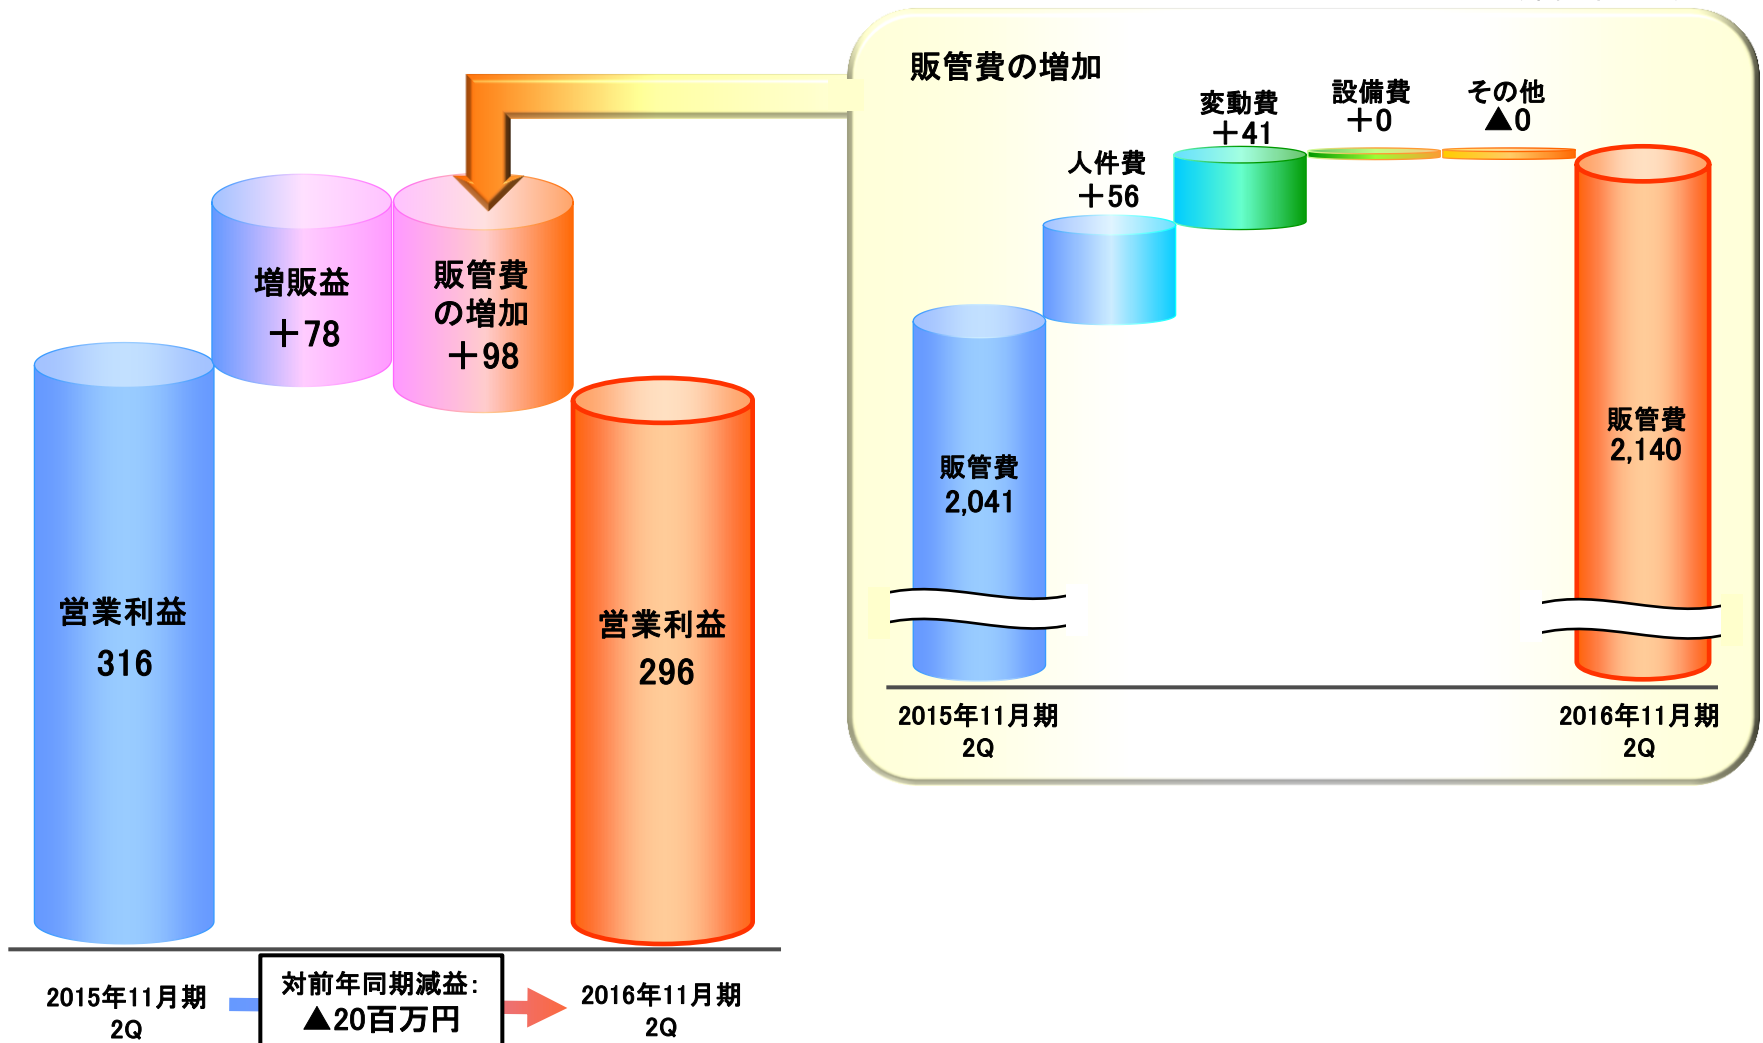 増販益
＋78
販管費
の増加
＋98
営業利益
316
営業利益
296
2015年11月期
2Q
対前年同期減益：
▲20百万円
2016年11月期
2Q
販管費の増加
人件費
＋56
変動費
＋41
設備費
＋0
その他
▲0
販管費
2,041
販管費
2,140
2015年11月期
2Q
2016年11月期
2Q